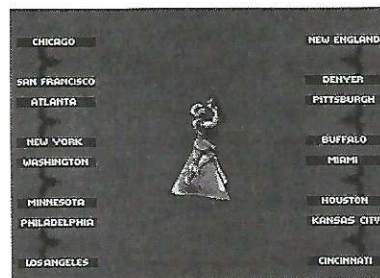 CHICAGO
SAN FRANCISCO
ATLANTA
NEW YORK
WASHINGTON
MINNESOTA
PHILADELPHIA
LOS ANGELES
NEW ENGLAND
DENVER
PITTSBURGH
BUFFALO
MIAMI
HOUSTON
KANSAS CITY
CINCINNATI